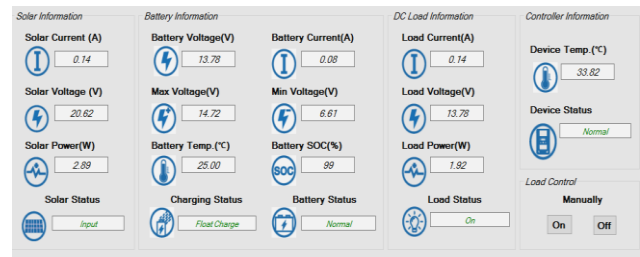 Solar Information
Solar Current (A)
0.14
Solar Voltage (V)
20.62
Solar Power(W)
2.89
Solar Status
Input
Battery Information
Battery Voltage(V)
13.78
Battery Current(A)
0.08
Max Voltage(V)
14.72
Min Voltage(V)
6.61
Battery Temp.(°C)
25.00
Battery SOC(%)
SOC
99
Charging Status
Float Charge
Battery Status
Normal
DC Load Information
Load Current(A)
0.14
Load Voltage(V)
13.78
Load Power(W)
1.92
Load Status
On
Controller Information
Device Temp.(°C)
33.82
Device Status
Normal
Load Control
Manually
On Off